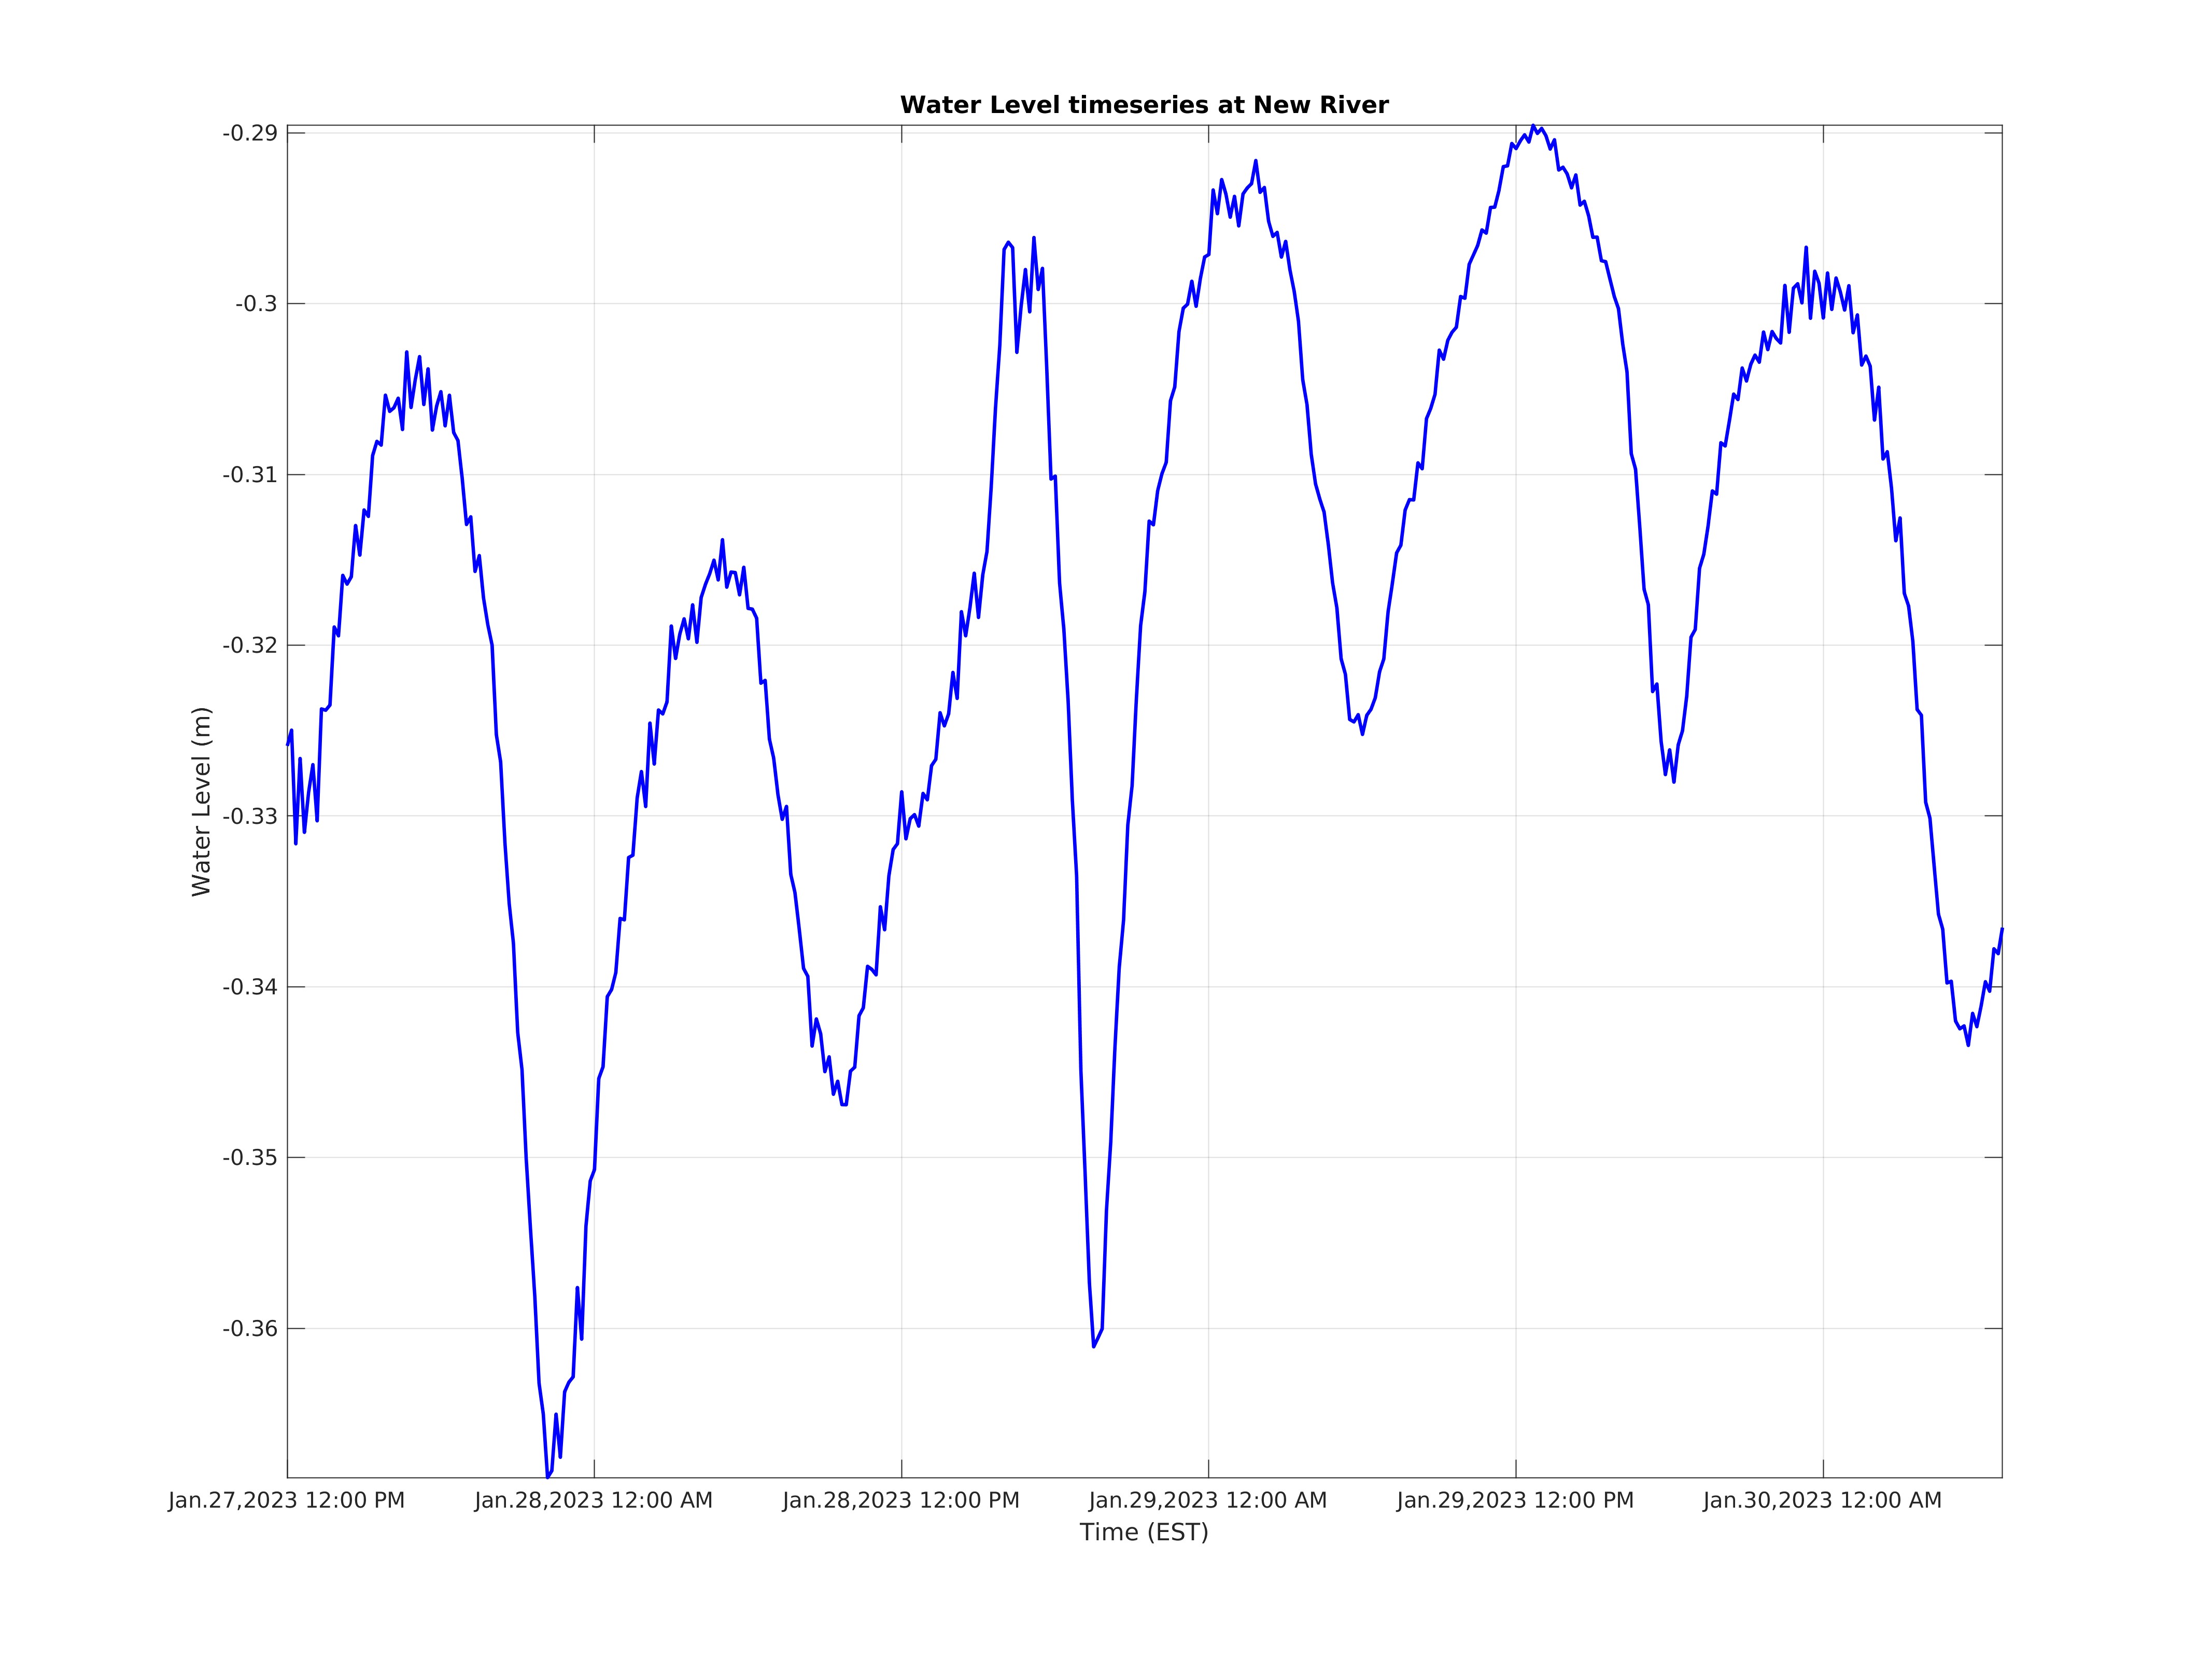 Water Level timeseries at New River
-0.29
-0.3
-0.31
-0.32
-0.33
-0.34
-0.35
-0.36
Water Level (m)
Jan.27,2023 12:00 PM
Jan.28,2023 12:00 AM
Jan.28,2023 12:00 PM
Jan.29,2023 12:00 AM
Jan.29,2023 12:00 PM
Jan.30,2023 12:00 AM
Time (EST)